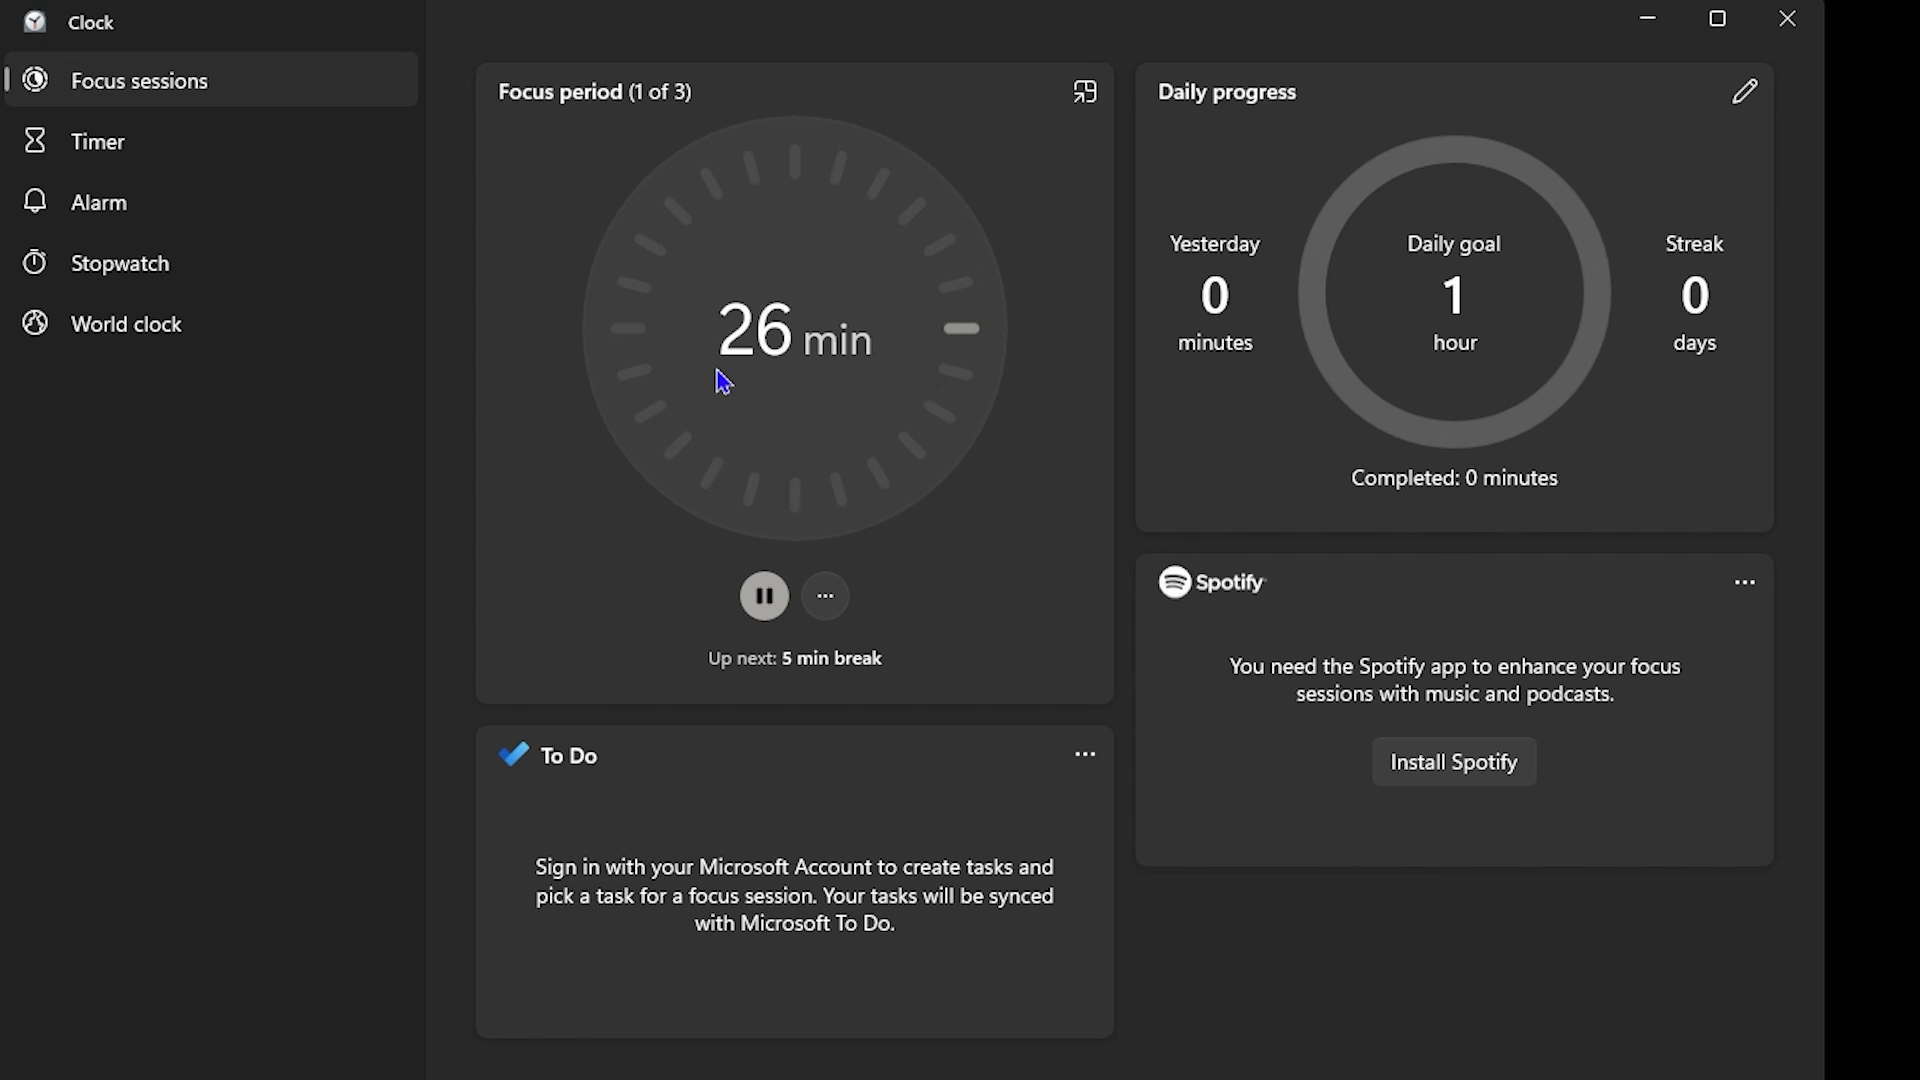 Clock
Focus sessions
Timer
Alarm
Stopwatch
World clock
Focus period (1 of 3)
26 min
Up next: 5 min break
To Do
Sign in with your Microsoft Account to create tasks and
pick a task for a focus session. Your tasks will be synced
with Microsoft To Do.
Daily progress
Yesterday
0
minutes
Daily goal
1
hour
Streak
0
days
Completed: 0 minutes
Spotify
You need the Spotify app to enhance your focus
sessions with music and podcasts.
Install Spotify